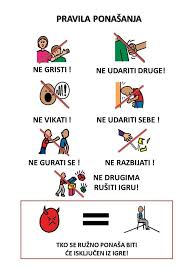 PRAVILA PONAŠANJA
NE GRISTI !
NE UDARITI DRUGE!
NE VIKATI !
NE UDARITI SEBE !
NE GURATI SE !
NE RAZBIJATI !
NE DRUGIMA
RUŠITI IGRU!
TKO SE RUŽNO PONAŠA BITI
ĆE ISKLJUČEN IZ IGRE!